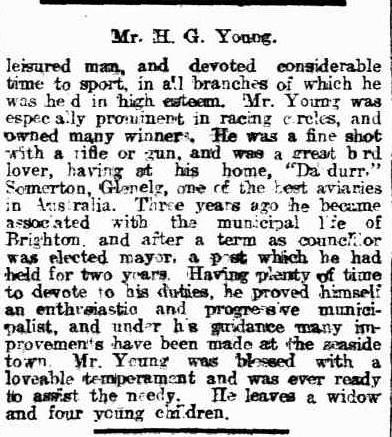 Mr. H. G. Young.
leisured man, and devoted considerable
time to sport, in all branches of which he
was held in high esteem. Mr. Young was
especially prominent in racing circles, and
owned many winners. He was a fine shot
with a rifle or gun, and was a great bird
lover, having at his home, "Da'durr."
Somerton, Glenelg, one of the best aviaries
in Australia. Three years ago he became
associated with the municipal life of
Brighton, and after a term as councillor
was elected mayor, a post which he had
held for two years. Having plenty of time
to devote to his duties, he proved himself
an enthusiastic and progressive munici-
palist, and under his guidance many im-
provements have been made at the seaside
town. Mr. Young was blessed with a
loveable temperament and was ever ready
to assist the needy. He leaves a widow
and four young children.